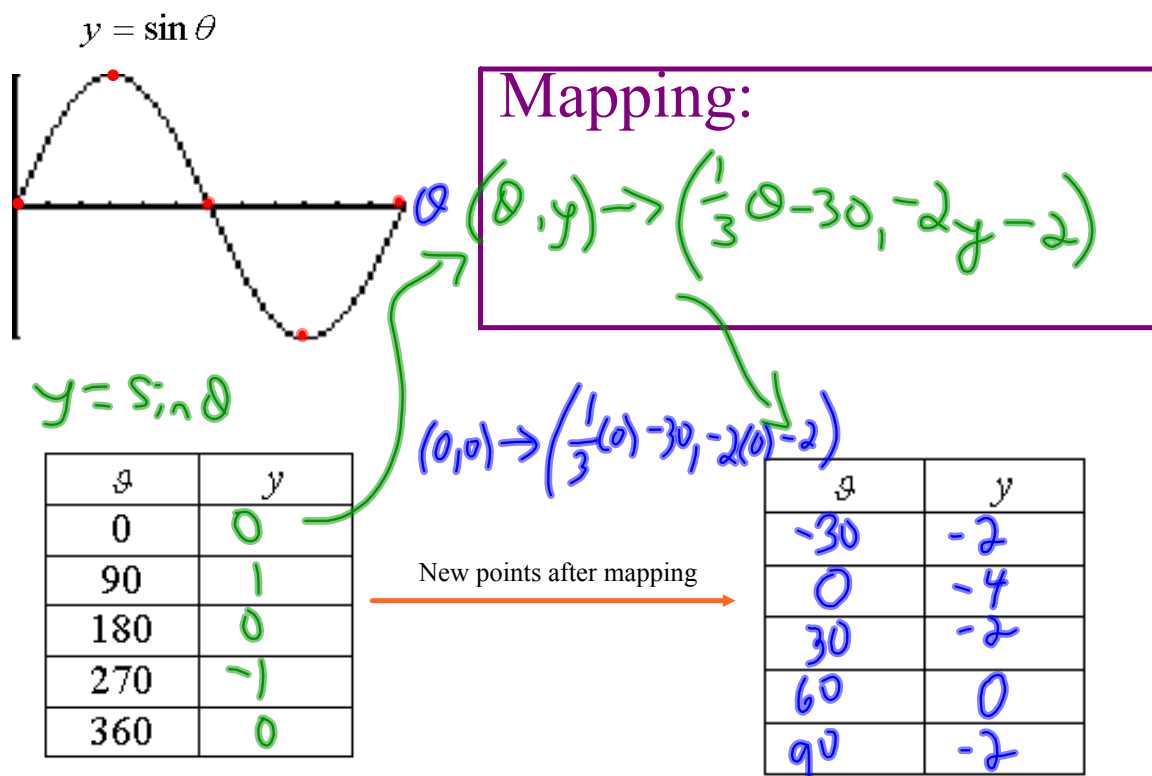 y = sin θ
Mapping:
θ (θ, y) → (1/3 θ - 30, -2y - 2)
y = sin θ
(0,0) → (1/3 (0) - 30, -2(0) - 2)
ϑ y
0 0
90 1
180 0
270 -1
360 0
New points after mapping
ϑ y
-30 -2
0 -4
30 -2
60 0
90 -2